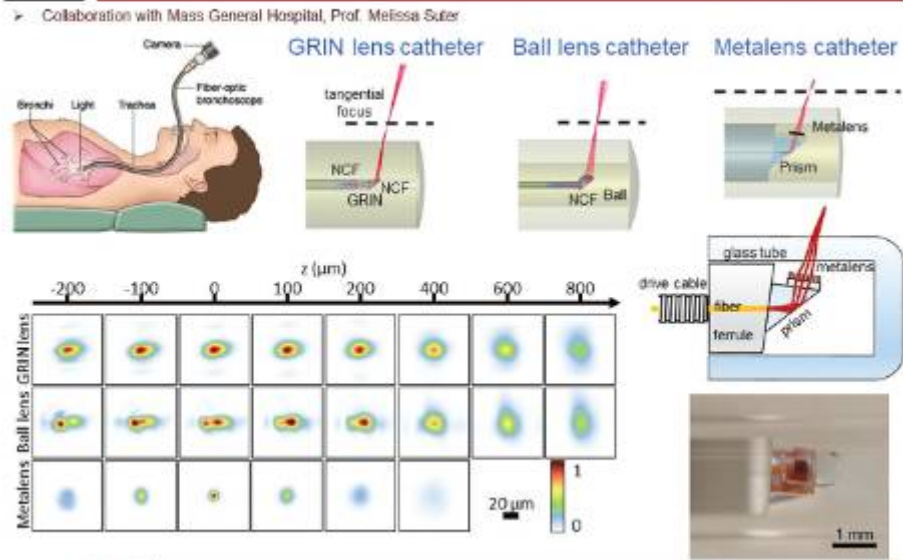 ➢ Collaboration with Mass General Hospital, Prof. Melissa Suter
Camera
Fiber-optic
bronchoscope
Bronchi Light Trachea
GRIN lens catheter
tangential
focus
NCF
NCF
GRIN
Ball lens catheter
NCF Ball
Metalens catheter
Metalens
Prism
glass tube
metalens
drive cable
fiber
prism
ferrule
z (μm)
-200 -100 0 100 200 400 600 800
GRIN lens
Ball lens
Metalens
20 μm
1
0
1 mm